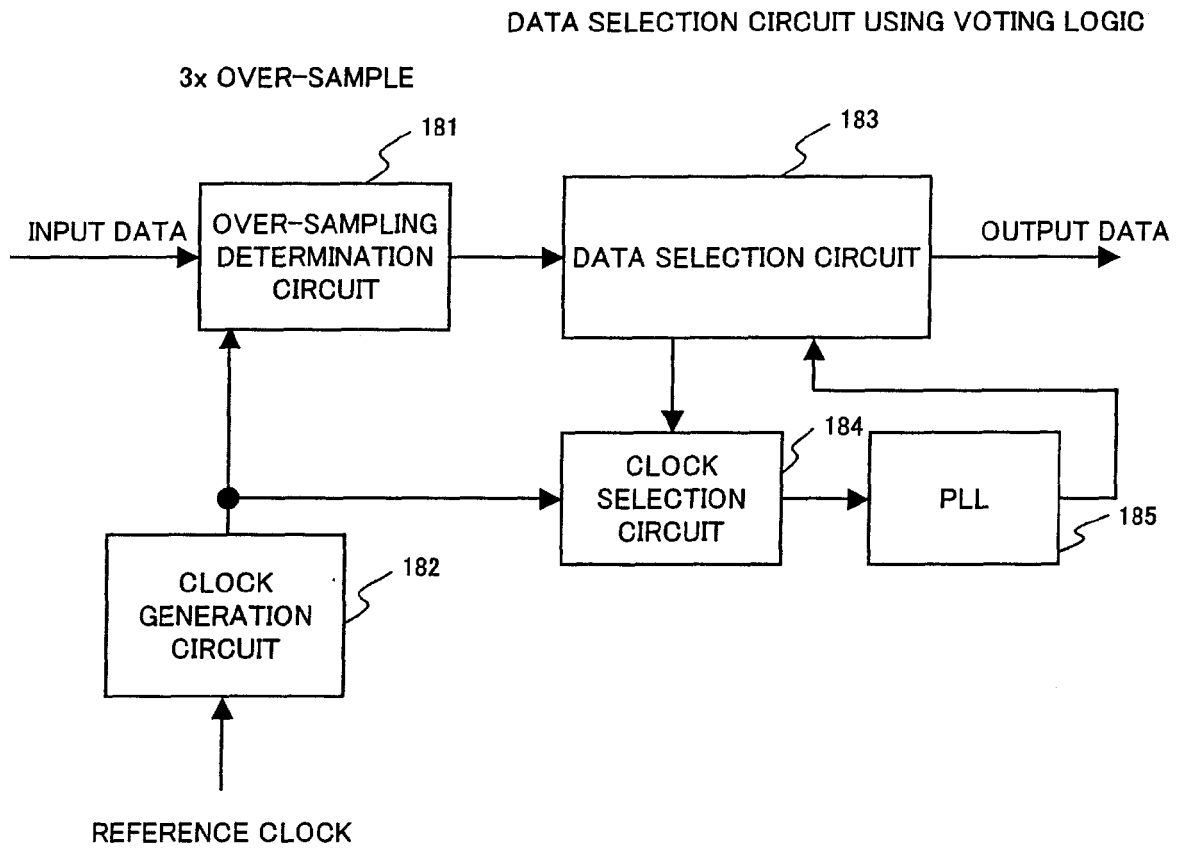 DATA SELECTION CIRCUIT USING VOTING LOGIC
3x OVER-SAMPLE
181
183
INPUT DATA
OVER-SAMPLING
DETERMINATION
CIRCUIT
DATA SELECTION CIRCUIT
OUTPUT DATA
184
CLOCK
SELECTION
CIRCUIT
PLL
185
182
CLOCK
GENERATION
CIRCUIT
REFERENCE CLOCK